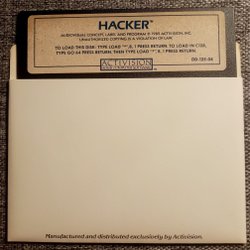 HACKER™
AUDIOVISUAL CONCEPT, LABEL AND PROGRAM © 1985 ACTIVISION, INC.
UNAUTHORIZED COPYING IS A VIOLATION OF LAW.
TO LOAD THIS DISK: TYPE LOAD "*",8,1 PRESS RETURN. TO LOAD IN C128,
TYPE GO 64 PRESS RETURN, THEN TYPE LOAD "*",8,1 PRESS RETURN.
ACTIVISION
Manufactured and distributed exclusively by Activision.